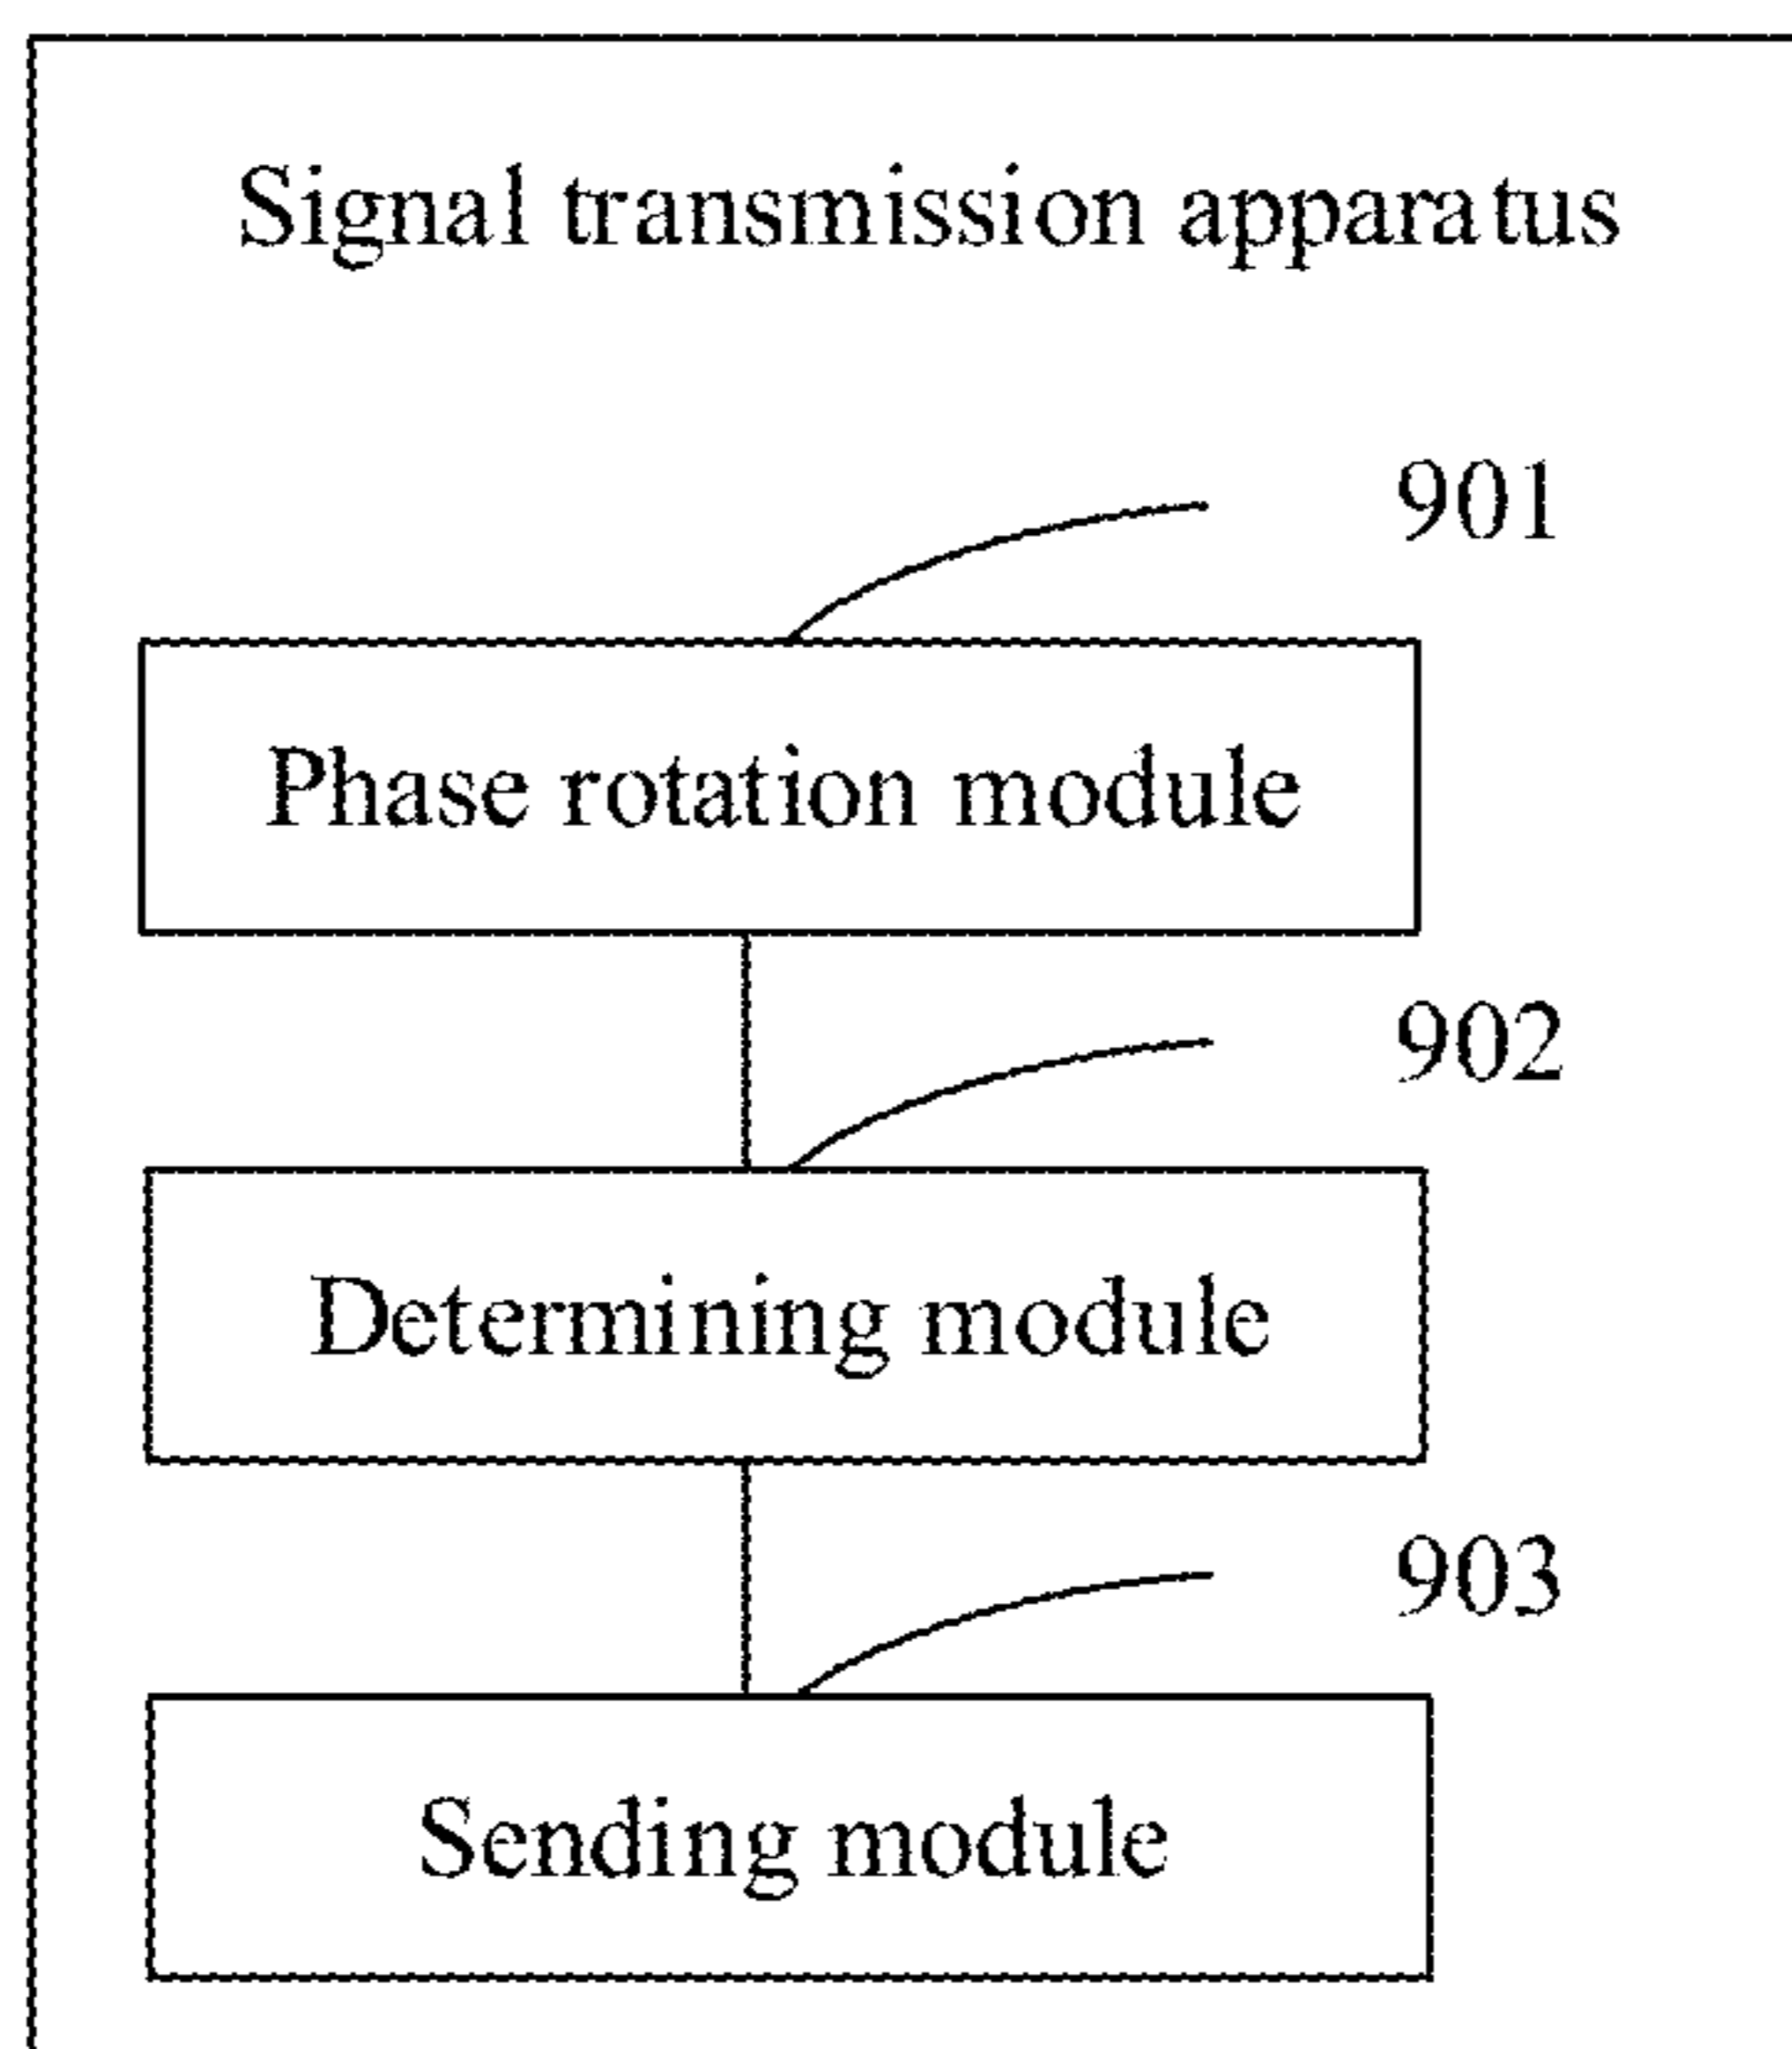 Signal transmission apparatus
901
Phase rotation module
902
Determining module
903
Sending module